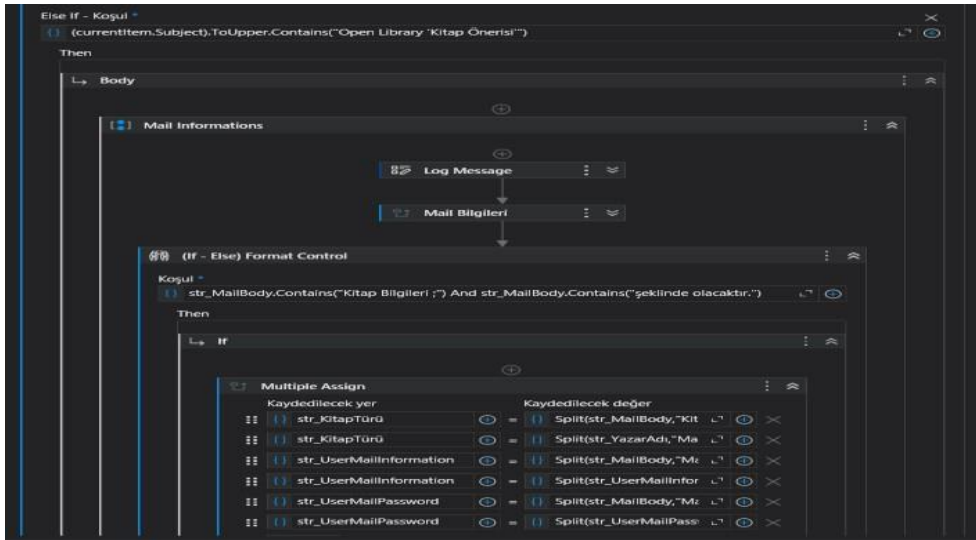 Else If - Koşul *
(currentItem.Subject).ToUpper.Contains("Open Library 'Kitap Önerisi'")
Then
Body
Mail Informations
Log Message
Mail Bilgileri
(If - Else) Format Control
Koşul *
str_MailBody.Contains("Kitap Bilgileri ;") And str_MailBody.Contains("şeklinde olacaktır.")
Then
If
Multiple Assign
Kaydedilecek yer Kaydedilecek değer
str_KitapTürü = Split(str_MailBody,"Kit
str_KitapTürü = Split(str_YazarAdı,"Ma
str_UserMailInformation = Split(str_MailBody,"Ma
str_UserMailInformation = Split(str_UserMailInfor
str_UserMailPassword = Split(str_MailBody,"Ma
str_UserMailPassword = Split(str_UserMailPass